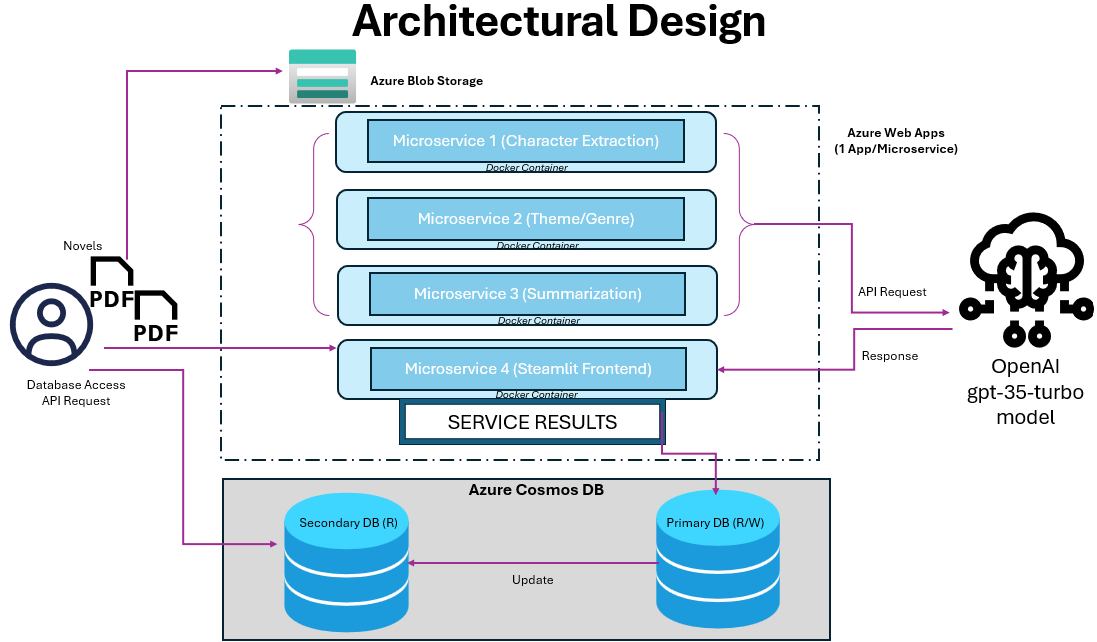 Architectural Design
Azure Blob Storage
Microservice 1 (Character Extraction)
Docker Container
Azure Web Apps
(1 App/Microservice)
Microservice 2 (Theme/Genre)
Docker Container
Novels
PDF
PDF
Microservice 3 (Summarization)
Docker Container
API Request
Response
OpenAI
gpt-35-turbo
model
Microservice 4 (Steamlit Frontend)
Docker Container
Database Access
API Request
SERVICE RESULTS
Azure Cosmos DB
Secondary DB (R)
Primary DB (R/W)
Update